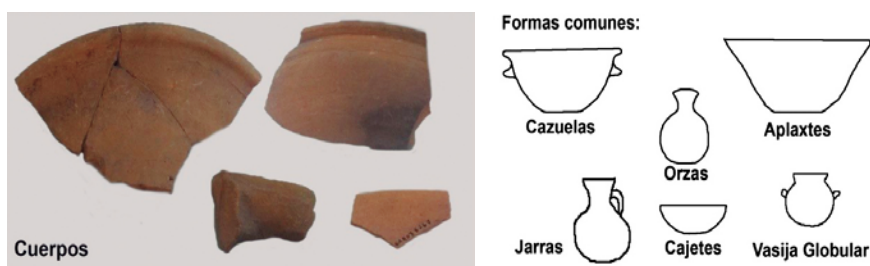 Cuerpos
Formas comunes:
Cazuelas
Aplaxtes
Orzas
Jarras
Cajetes
Vasija Globular